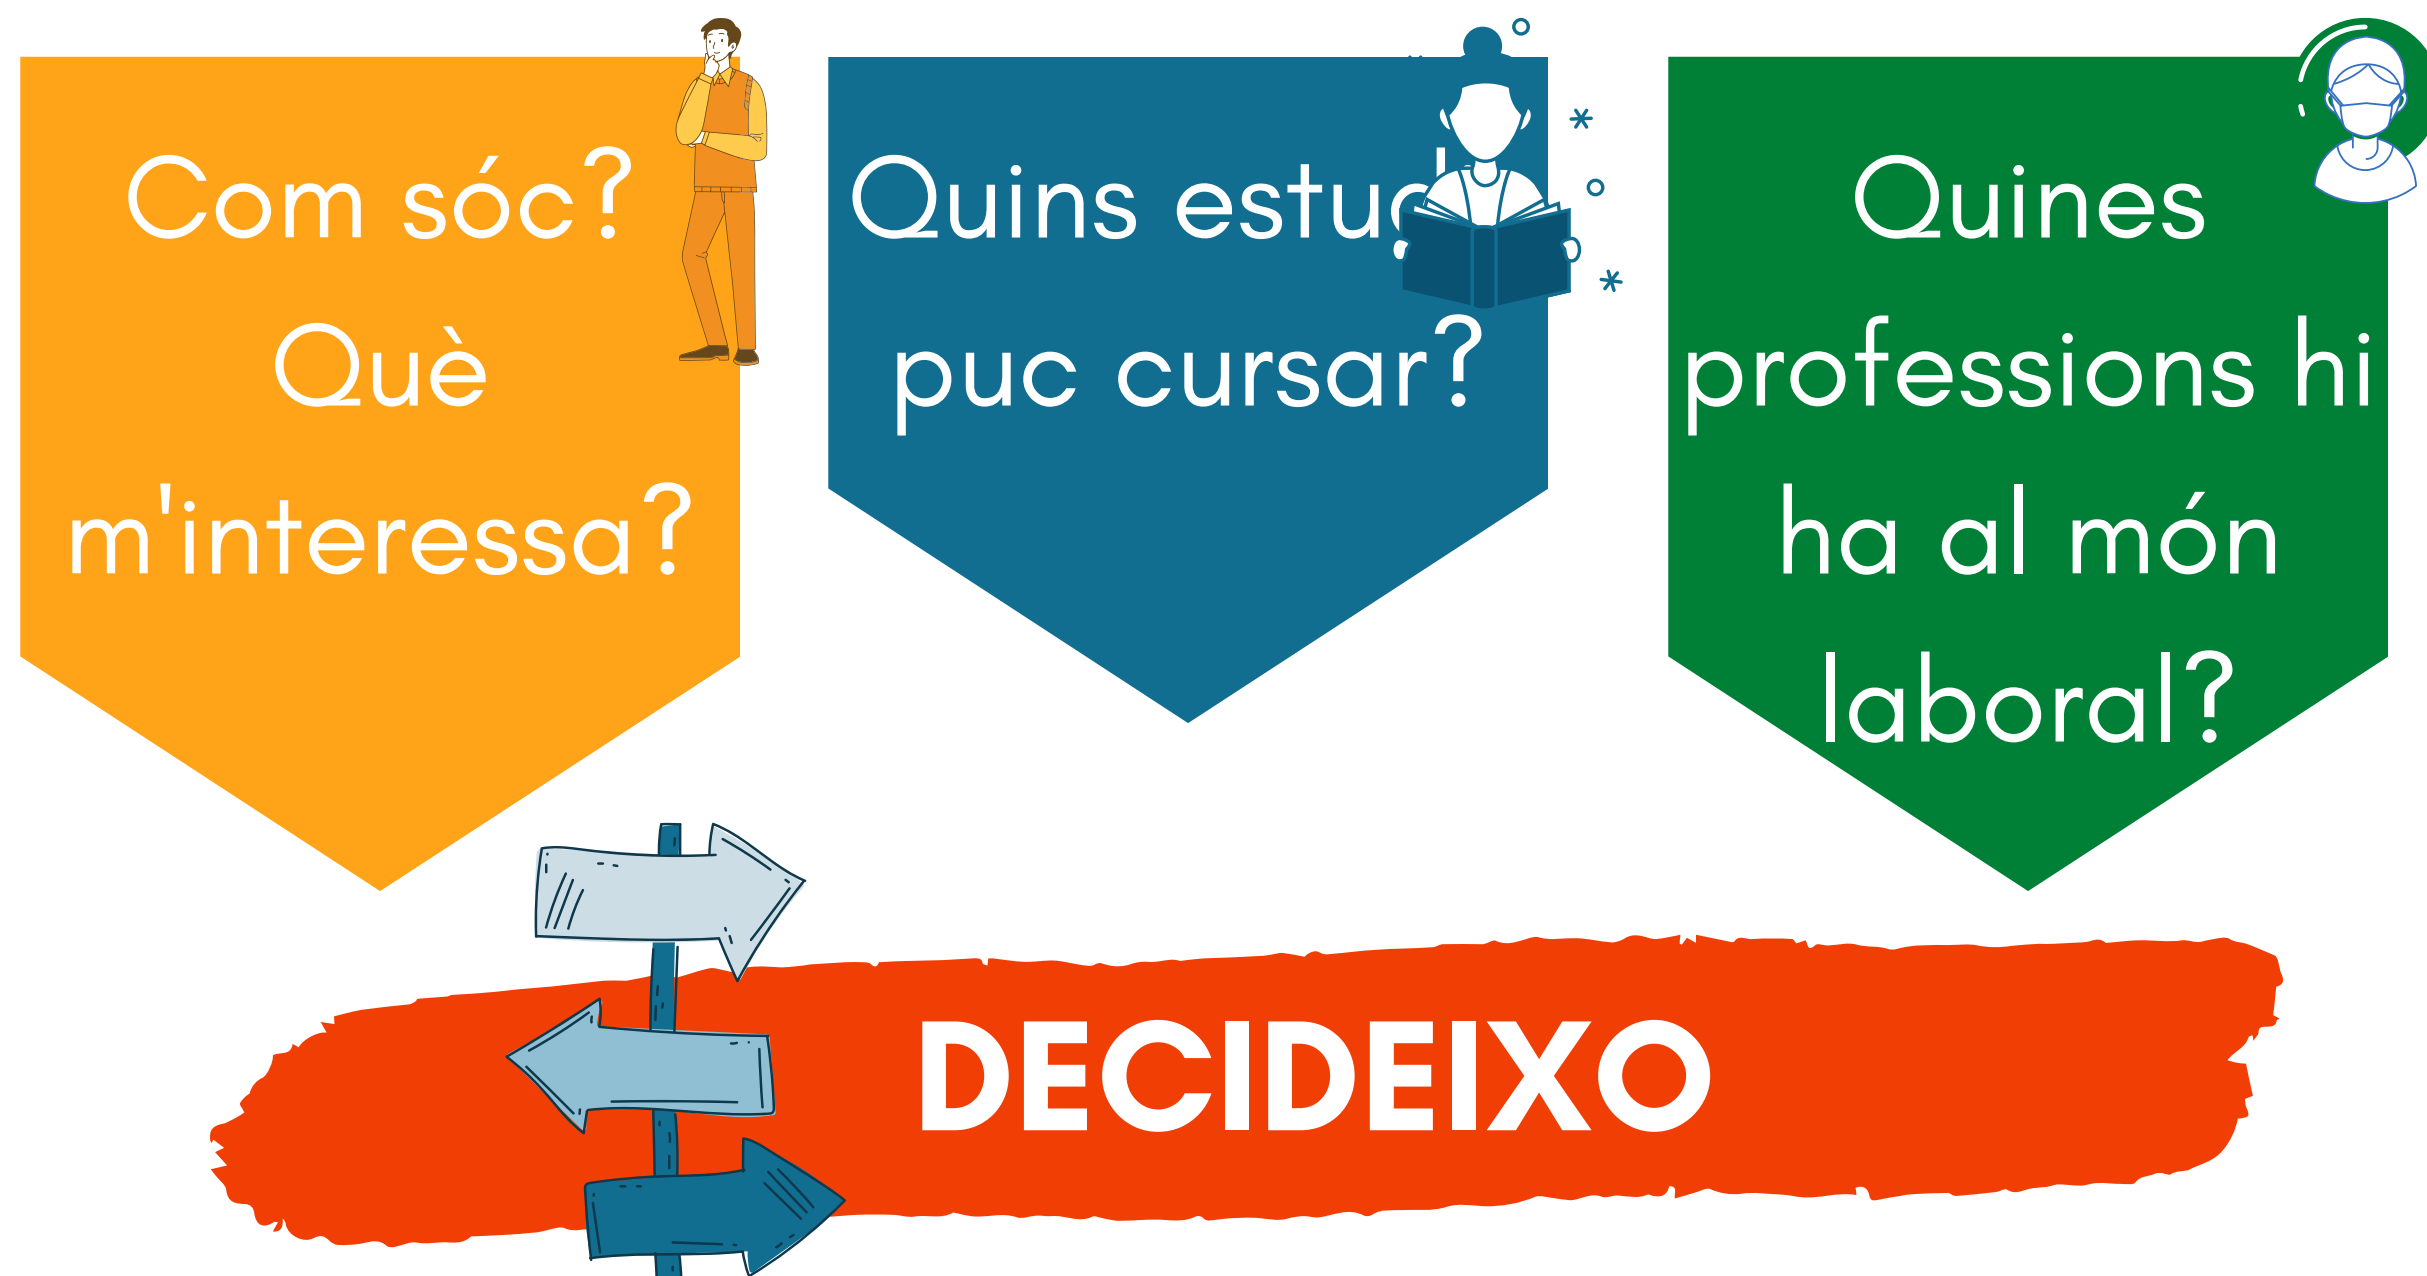 Com sóc?
Què
m'interessa?
Quins
puc cursar?
Quines
professions hi
ha al món
laboral?
DECIDEIXO